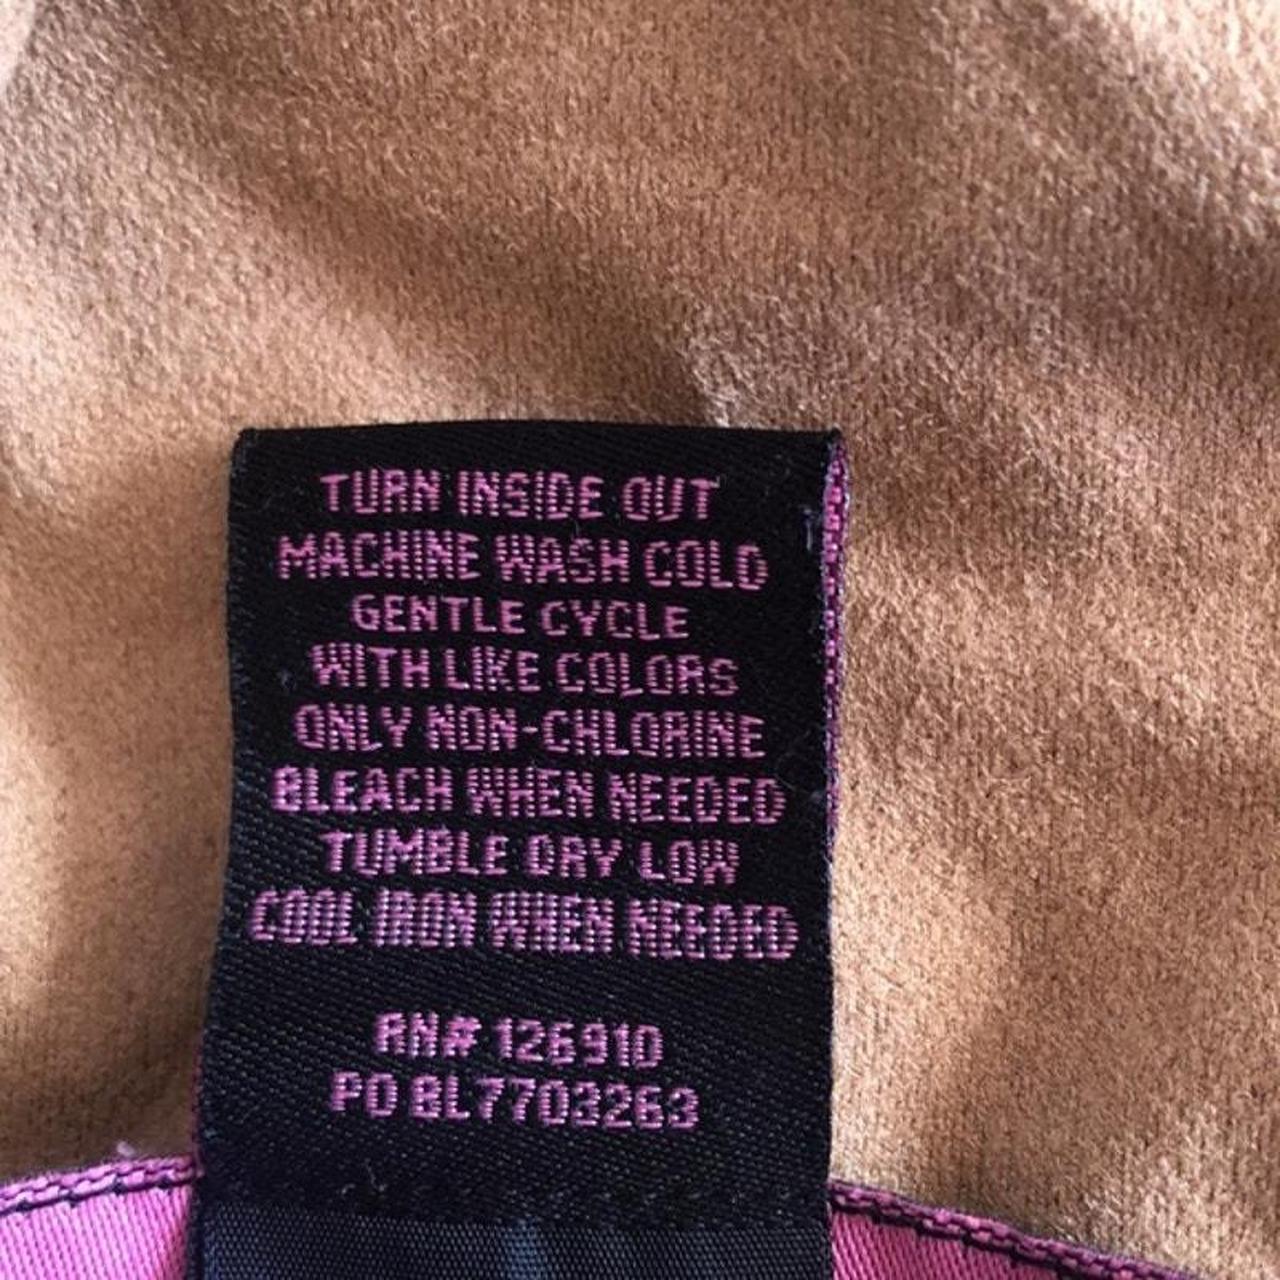 TURN INSIDE OUT
MACHINE WASH COLD
GENTLE CYCLE
WITH LIKE COLORS
ONLY NON-CHLORINE
BLEACH WHEN NEEDED
TUMBLE DRY LOW
COOL IRON WHEN NEEDED
RN# 126910
PO BL7703263